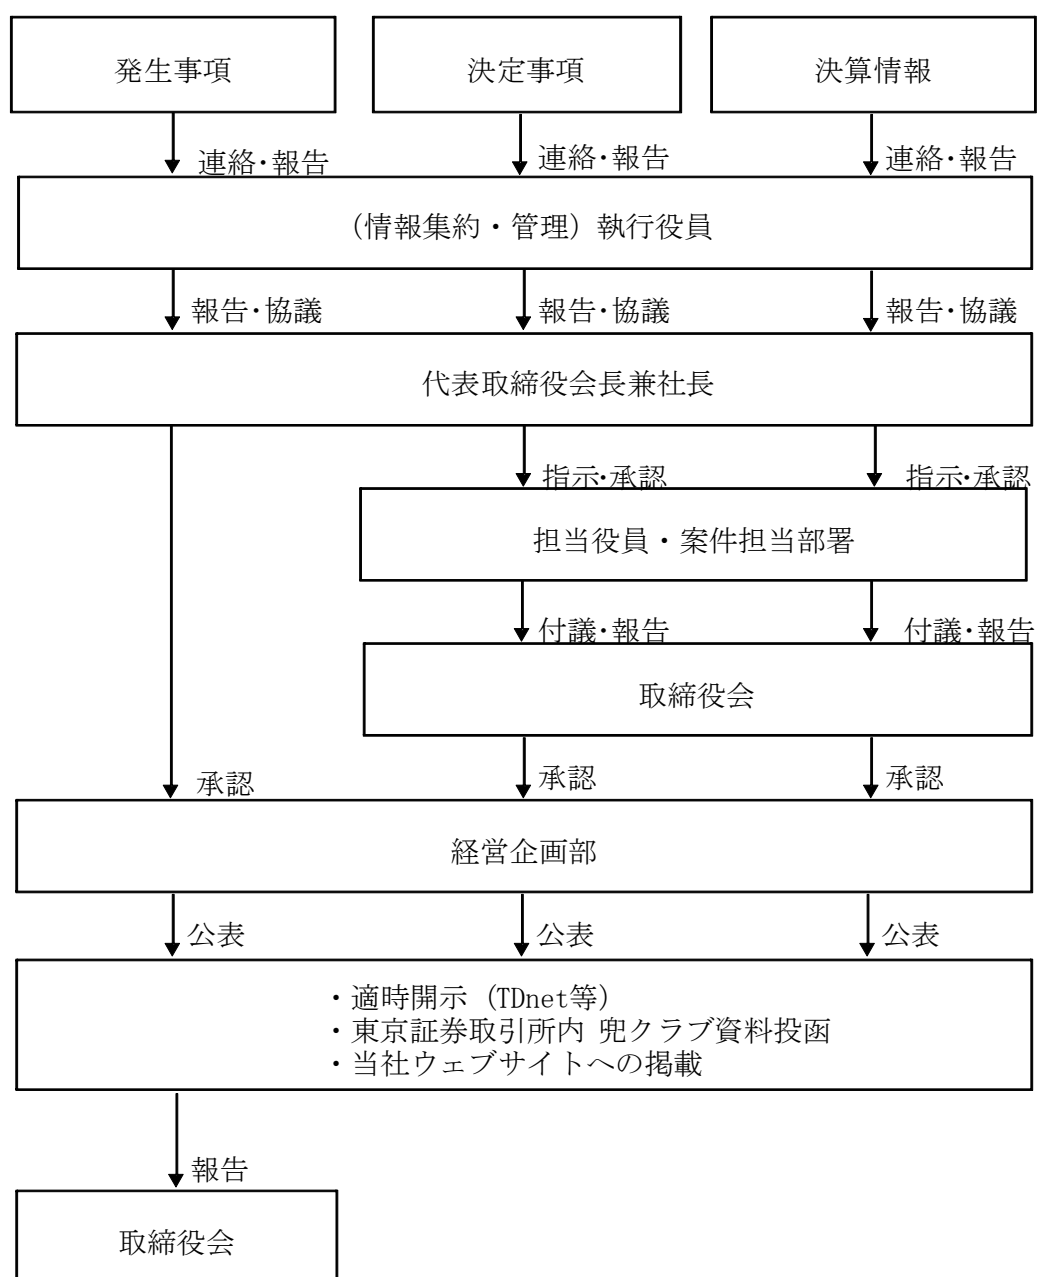 発生事項
決定事項
決算情報
連絡・報告
連絡・報告
連絡・報告
（情報集約・管理）執行役員
報告・協議
報告・協議
報告・協議
代表取締役会長兼社長
指示・承認
指示・承認
担当役員・案件担当部署
付議・報告
付議・報告
取締役会
承認
承認
承認
経営企画部
公表
公表
公表
・適時開示（TDnet等）
・東京証券取引所内 兜クラブ資料投函
・当社ウェブサイトへの掲載
報告
取締役会